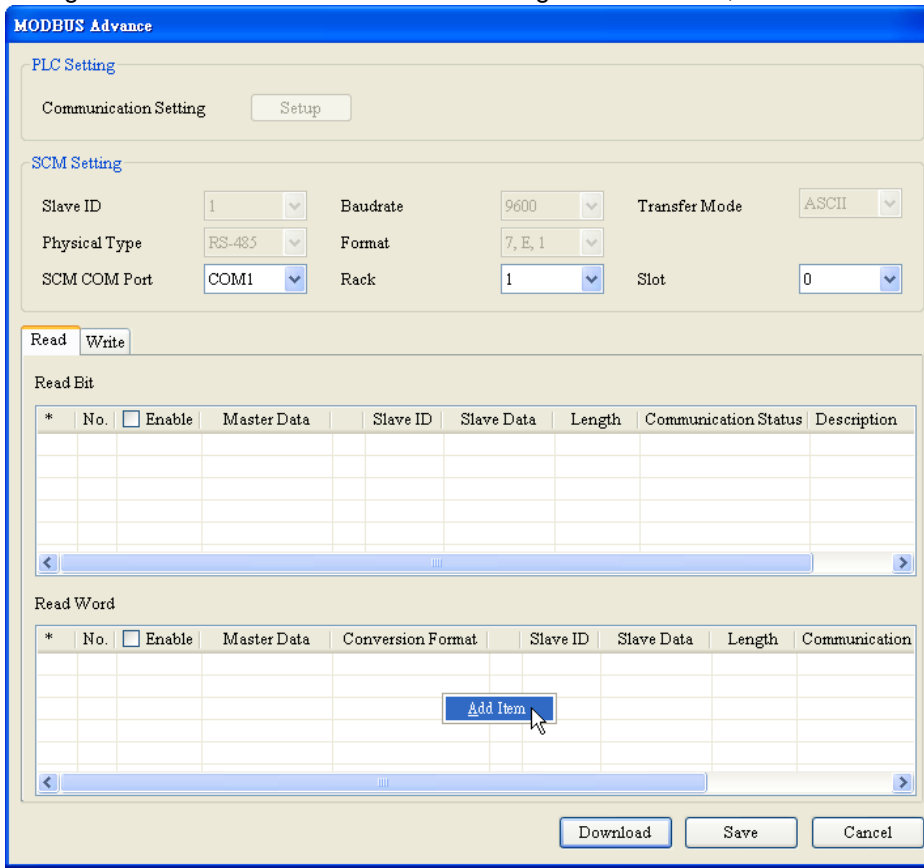 MODBUS Advance
PLC Setting
Communication Setting Setup
SCM Setting
Slave ID 1 Baudrate 9600 Transfer Mode ASCII
Physical Type RS-485 Format 7, E, 1
SCM COM Port COM1 Rack 1 Slot 0
Read Write
Read Bit
* No. Enable Master Data Slave ID Slave Data Length Communication Status Description
Read Word
* No. Enable Master Data Conversion Format Slave ID Slave Data Length Communication
Add Item
Download Save Cancel